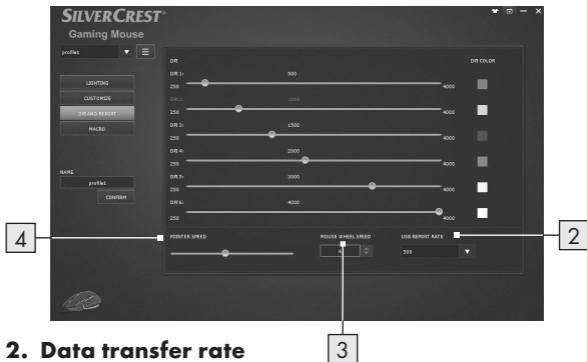 SILVERCREST®
Gaming Mouse
profile1
LIGHTING
CUSTOMIZE
DPI AND REPORT
MACRO
NAME
profile1
CONFIRM
DPI
DPI COLOR
DPI 1:
500
250
4000
DPI 2:
1000
250
4000
DPI 3:
1500
250
4000
DPI 4:
2000
250
4000
DPI 5:
3000
250
4000
DPI 6:
4000
250
4000
POINTER SPEED
MOUSE WHEEL SPEED
USB REPORT RATE
500
4
2
3
2. Data transfer rate